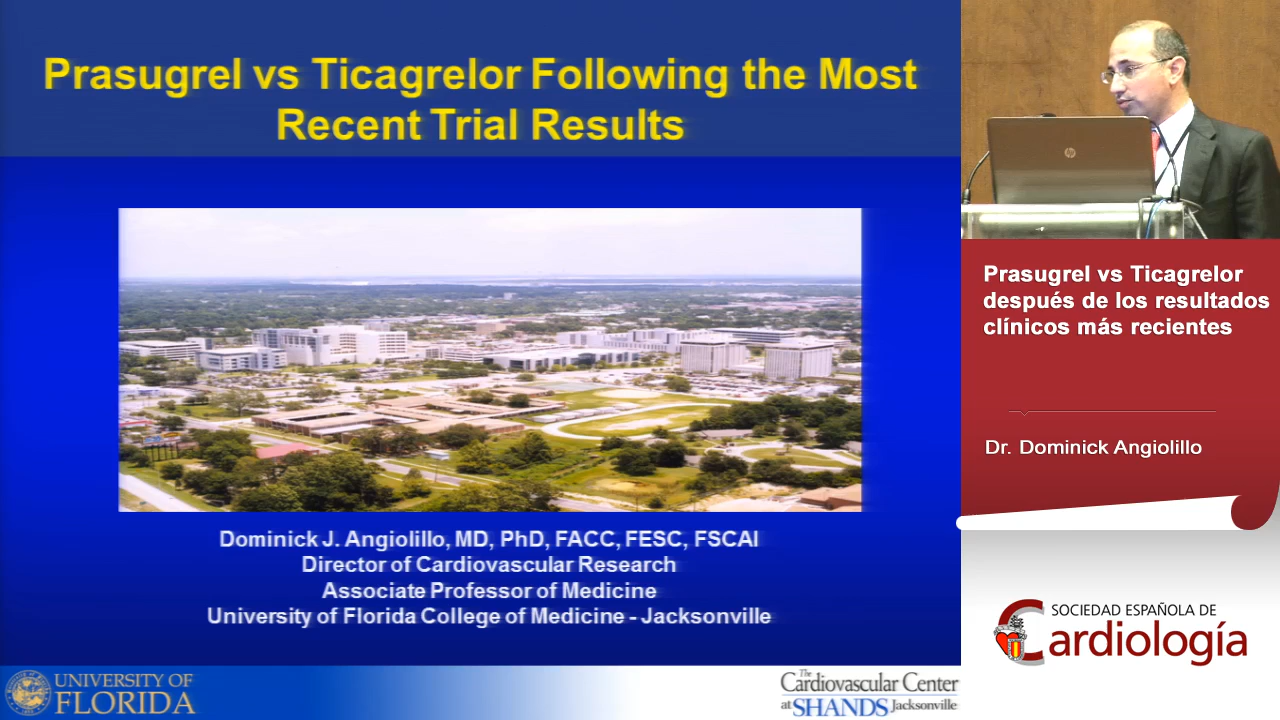 Prasugrel vs Ticagrelor Following the Most
Recent Trial Results
Dominick J. Angiolillo, MD, PhD, FACC, FESC, FSCAI
Director of Cardiovascular Research
Associate Professor of Medicine
University of Florida College of Medicine - Jacksonville
UNIVERSITY OF
FLORIDA
The
Cardiovascular Center
at SHANDS Jacksonville
hp
Prasugrel vs Ticagrelor
después de los resultados
clínicos más recientes
Dr. Dominick Angiolillo
SOCIEDAD ESPAÑOLA DE
Cardiología